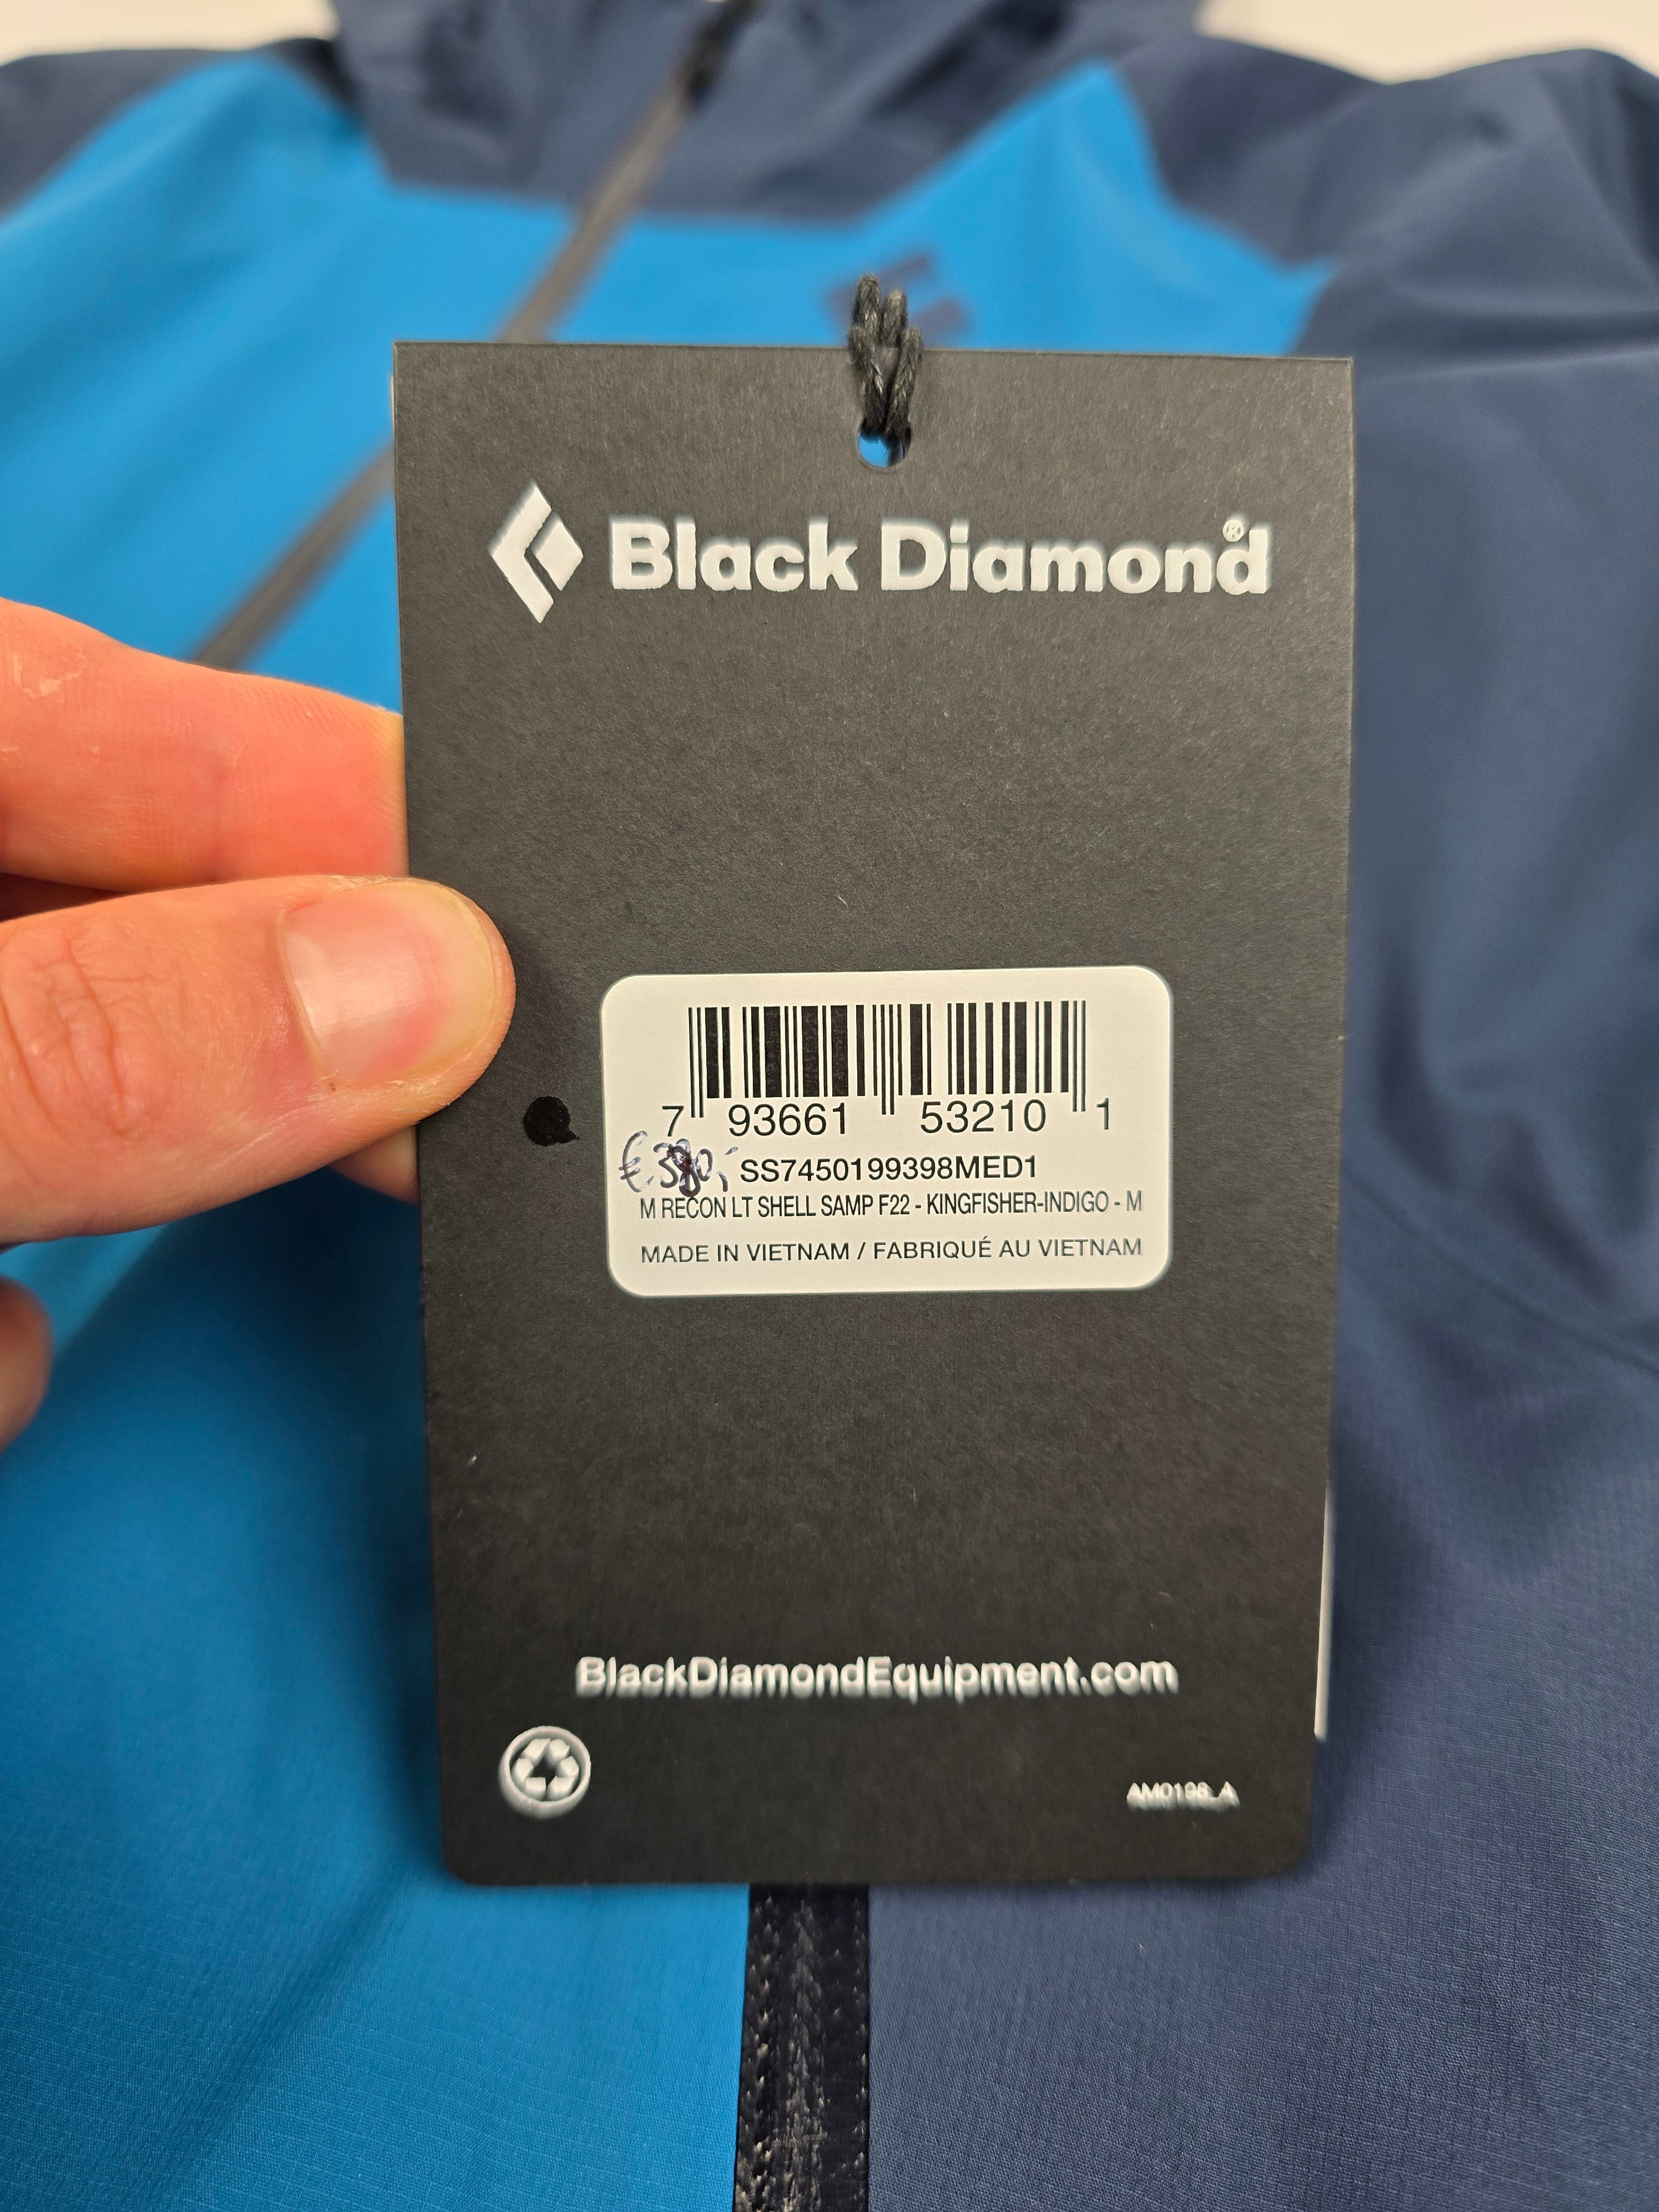 Black Diamond®
7 93661 53210 1
SS7450199398MED1
M RECON LT SHELL SAMP F22 - KINGFISHER-INDIGO - M
MADE IN VIETNAM / FABRIQUÉ AU VIETNAM
BlackDiamondEquipment.com
AM0198_A